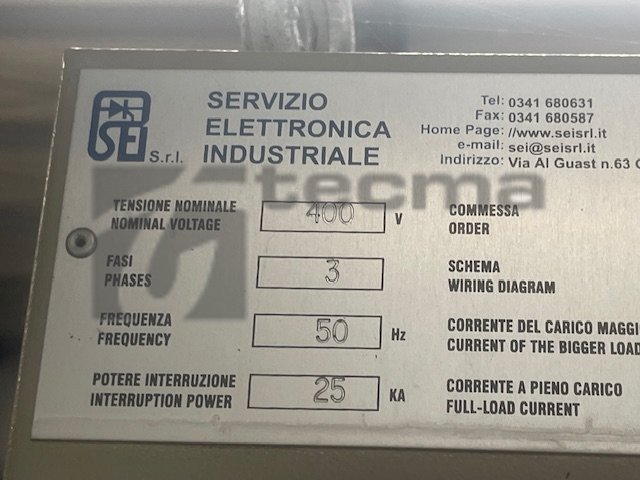 SEI S.r.l.
SERVIZIO
ELETTRONICA
INDUSTRIALE
Tel: 0341 680631
Fax: 0341 680587
Home Page: //www.seisrl.it
e-mail: sei@seisrl.it
Indirizzo: Via Al Guast n.63
tecma
TENSIONE NOMINALE
NOMINAL VOLTAGE
400 V
COMMESSA
ORDER
FASI
PHASES
3
SCHEMA
WIRING DIAGRAM
FREQUENZA
FREQUENCY
50 Hz
CORRENTE DEL CARICO MAGGI
CURRENT OF THE BIGGER LOAD
POTERE INTERRUZIONE
INTERRUPTION POWER
25 KA
CORRENTE A PIENO CARICO
FULL-LOAD CURRENT